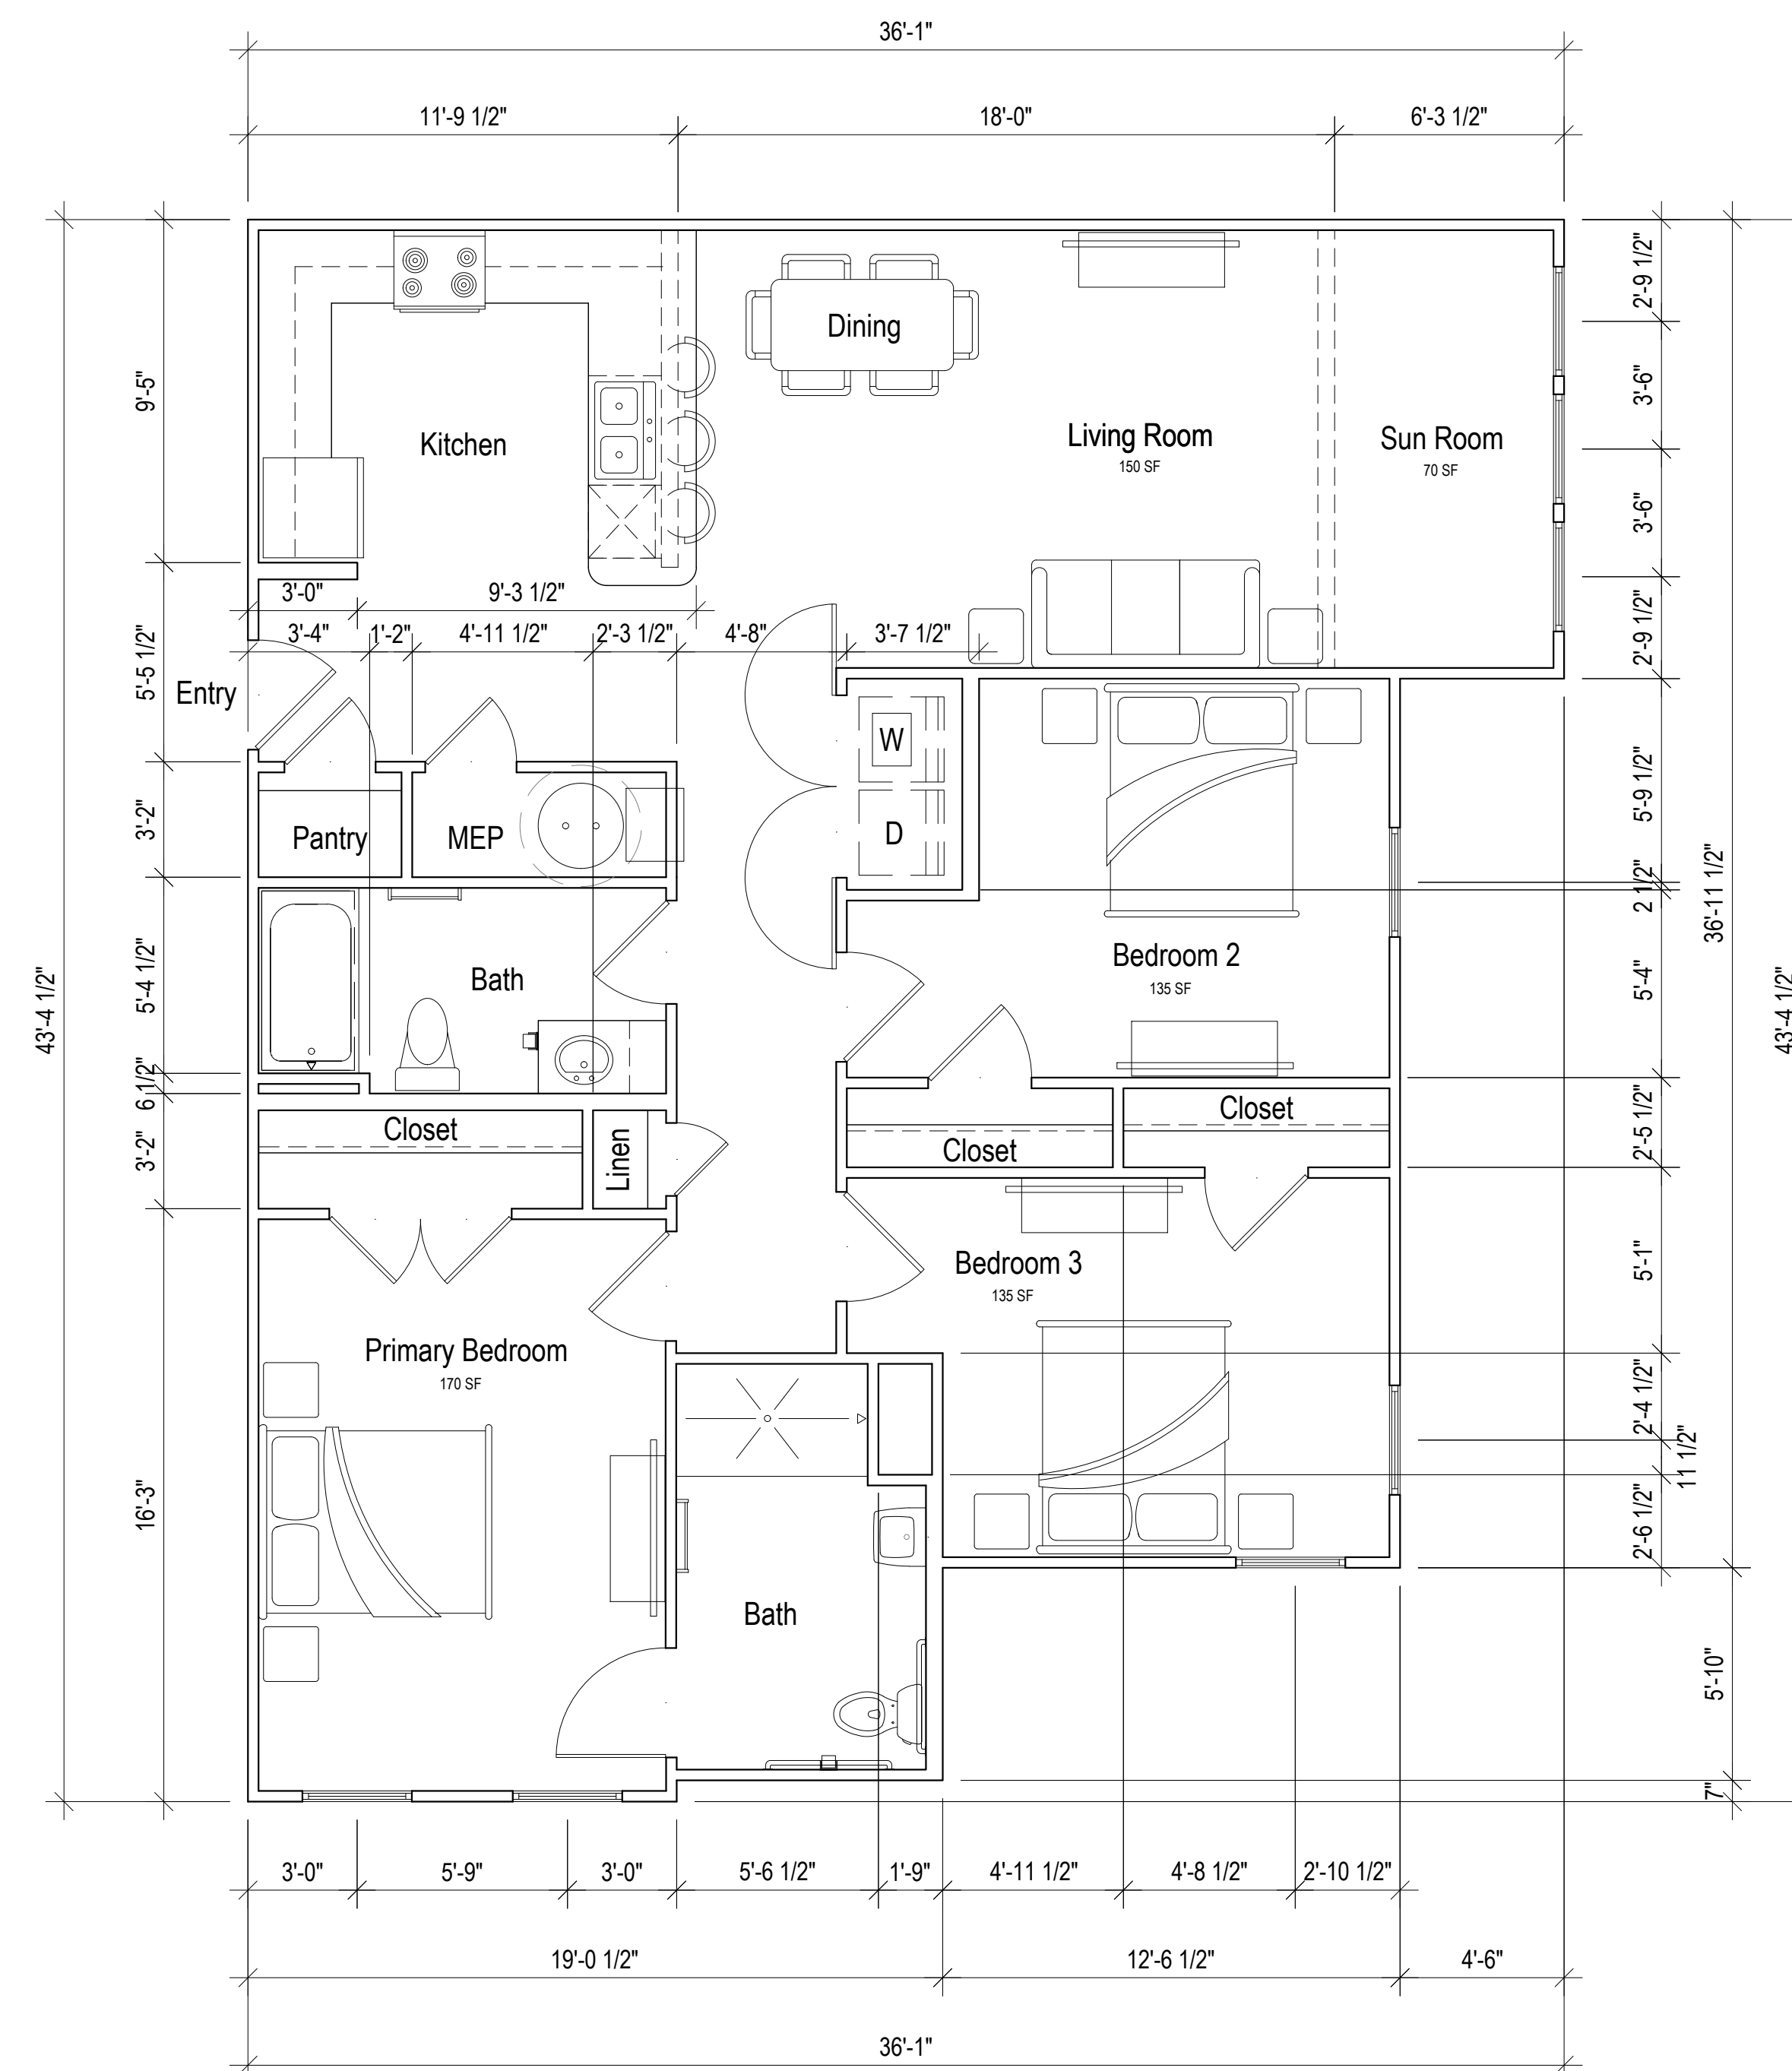 36'-1"
11'-9 1/2"
18'-0"
6'-3 1/2"
2'-9 1/2"
3'-6"
3'-6"
2'-9 1/2"
9'-5"
Dining
Kitchen
Living Room
150 SF
Sun Room
70 SF
3'-0"
9'-3 1/2"
3'-4"
1'-2"
4'-11 1/2"
2'-3 1/2"
4'-8"
3'-7 1/2"
5'-5 1/2"
Entry
W
D
Pantry
MEP
3'-2"
5'-9 1/2"
2 1/2"
36'-11 1/2"
43'-4 1/2"
43'-4 1/2"
5'-4 1/2"
Bath
Bedroom 2
135 SF
5'-4"
6 1/2"
3'-2"
Closet
Linen
Closet
Closet
2'-5 1/2"
5'-1"
Bedroom 3
135 SF
Primary Bedroom
170 SF
2'-4 1/2"
11 1/2"
2'-6 1/2"
16'-3"
Bath
5'-10"
7"
3'-0"
5'-9"
3'-0"
5'-6 1/2"
1'-9"
4'-11 1/2"
4'-8 1/2"
2'-10 1/2"
19'-0 1/2"
12'-6 1/2"
4'-6"
36'-1"